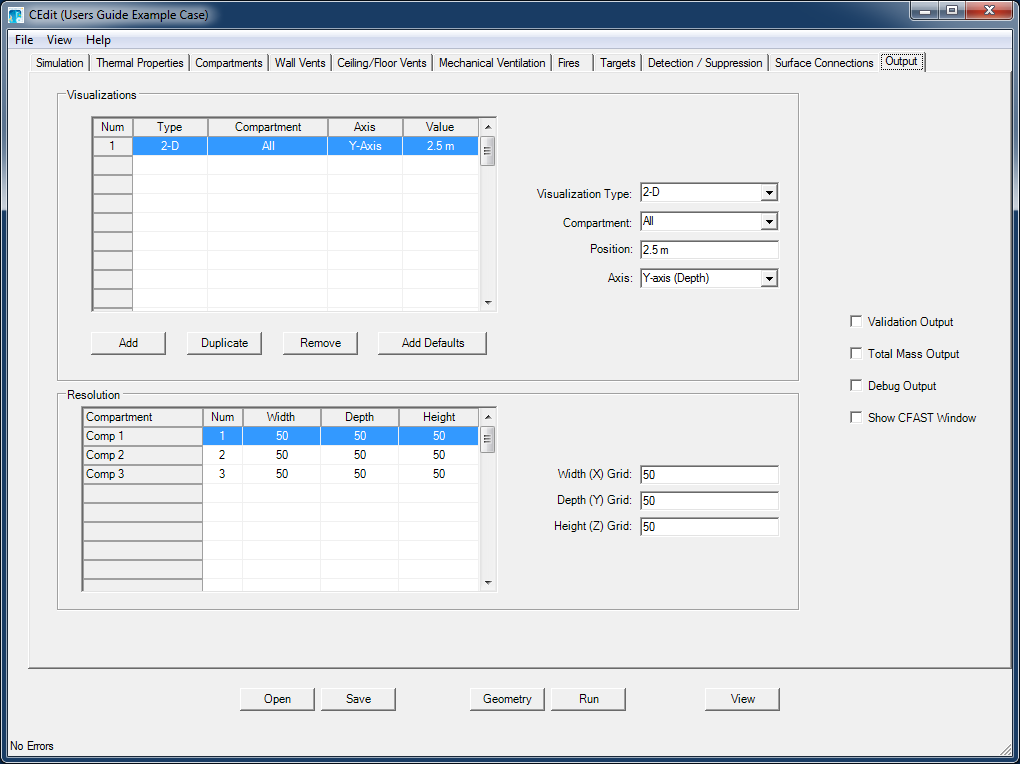 CEdit (Users Guide Example Case)
File View Help
Simulation Thermal Properties Compartments Wall Vents Ceiling/Floor Vents Mechanical Ventilation Fires Targets Detection / Suppression Surface Connections Output
Visualizations
Num Type Compartment Axis Value
1 2-D All Y-Axis 2.5 m
Visualization Type: 2-D
Compartment: All
Position: 2.5 m
Axis: Y-axis (Depth)
Add Duplicate Remove Add Defaults
Validation Output
Total Mass Output
Debug Output
Show CFAST Window
Resolution
Compartment Num Width Depth Height
Comp 1 1 50 50 50
Comp 2 2 50 50 50
Comp 3 3 50 50 50
Width (X) Grid: 50
Depth (Y) Grid: 50
Height (Z) Grid: 50
Open Save Geometry Run View
No Errors